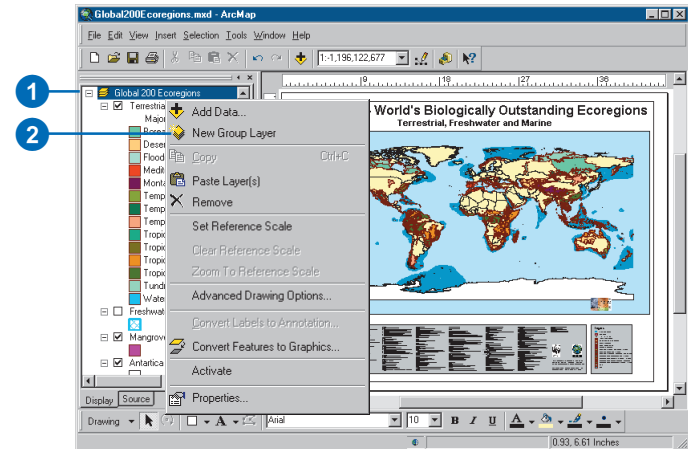 Global200Ecoregions.mxd - ArcMap
File Edit View Insert Selection Tools Window Help
1:-1,196,122,677
1
Global 200 Ecoregions
Terrestria
Major
Borea
Deser
Flood
Medit
Monta
Temp
Temp
Tropic
Tropic
Tropic
Tropic
Tundr
Wate
Freshwat
Mangrove
Antartica
Display Source
2
Add Data...
New Group Layer
Copy Ctrl+C
Paste Layer(s)
Remove
Set Reference Scale
Clear Reference Scale
Zoom To Reference Scale
Advanced Drawing Options...
Convert Labels to Annotation...
Convert Features to Graphics...
Activate
Properties...
9 18 27 36
World's Biologically Outstanding Ecoregions
Terrestrial, Freshwater and Marine
Drawing A Arial 10 B I U A
0.93, 6.61 Inches